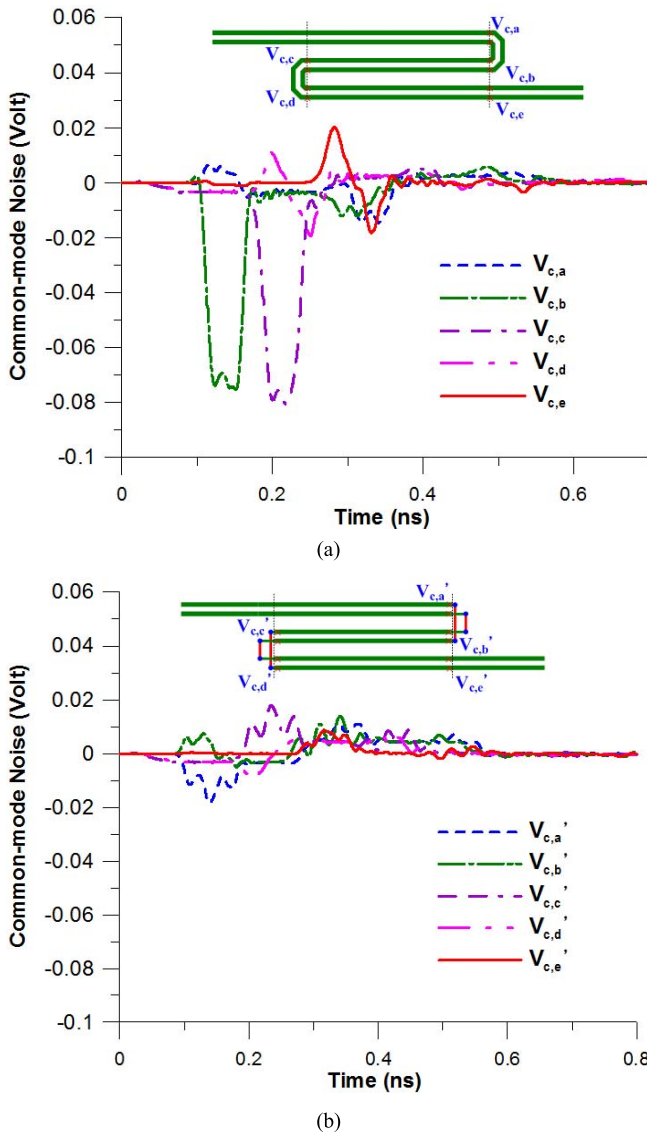 0.06
0.04
0.02
0
-0.02
-0.04
-0.06
-0.08
-0.1
Common-mode Noise (Volt)
Vc,a
Vc,c
Vc,b
Vc,d
Vc,e
Vc,a
Vc,b
Vc,c
Vc,d
Vc,e
0 0.2 0.4 0.6
Time (ns)
(a)
0.06
0.04
0.02
0
-0.02
-0.04
-0.06
-0.08
-0.1
Common-mode Noise (Volt)
Vc,a'
Vc,c'
Vc,b'
Vc,d'
Vc,e'
Vc,a'
Vc,b'
Vc,c'
Vc,d'
Vc,e'
0 0.2 0.4 0.6 0.8
Time (ns)
(b)